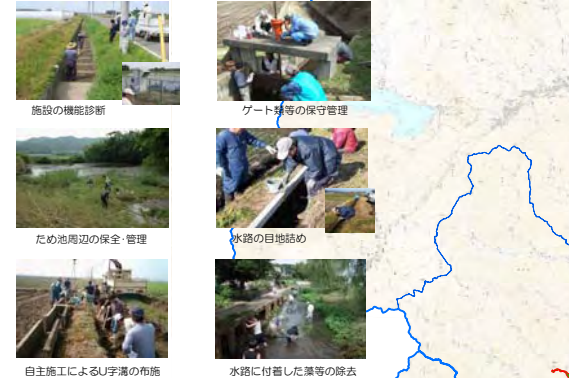 施設の機能診断
ゲート類等の保守管理
ため池周辺の保全・管理
水路の目地詰め
自主施工によるU字溝の布施
水路に付着した藻等の除去